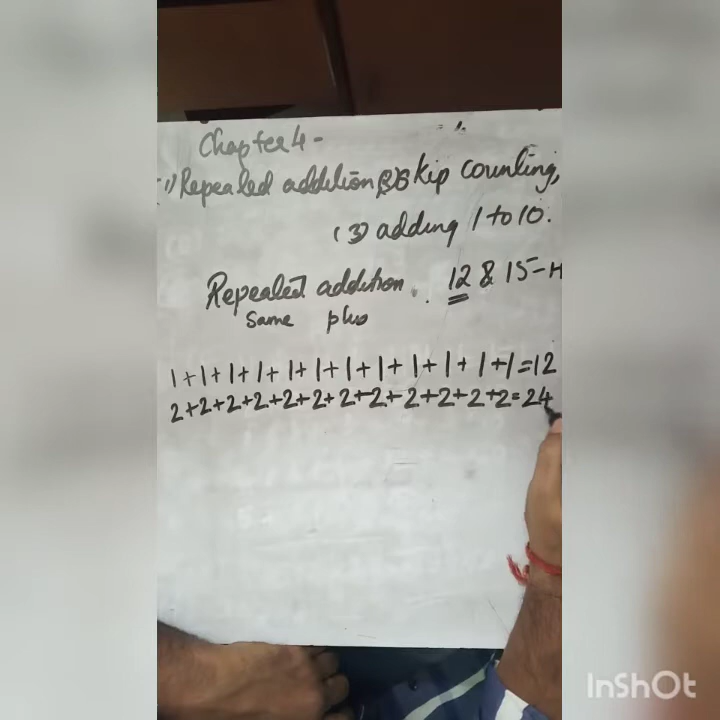 Chapter 4 -
1) Repeated addition (2) Skip counting,
(3) adding 1 to 10.
Repeated addition. 12 & 15 - H
same plus
1+1+1+1+1+1+1+1+1+1+1+1=12
2+2+2+2+2+2+2+2+2+2+2+2=24
InShOt